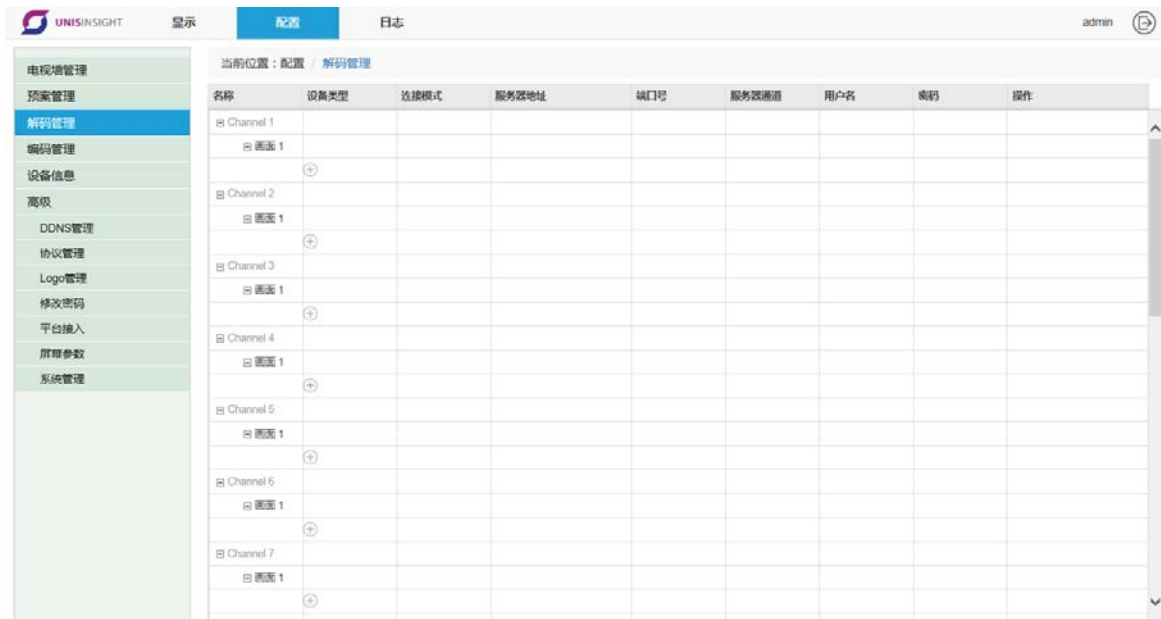 UNISINSIGHT 显示 配置 日志 admin
电视墙管理
预案管理
解码管理
编码管理
设备信息
高级
DDNS管理
协议管理
Logo管理
修改密码
平台接入
屏幕参数
系统管理
当前位置：配置 / 解码管理
名称 设备类型 连接模式 服务器地址 端口号 服务器通道 用户名 密码 操作
Channel 1
画面 1
Channel 2
画面 1
Channel 3
画面 1
Channel 4
画面 1
Channel 5
画面 1
Channel 6
画面 1
Channel 7
画面 1